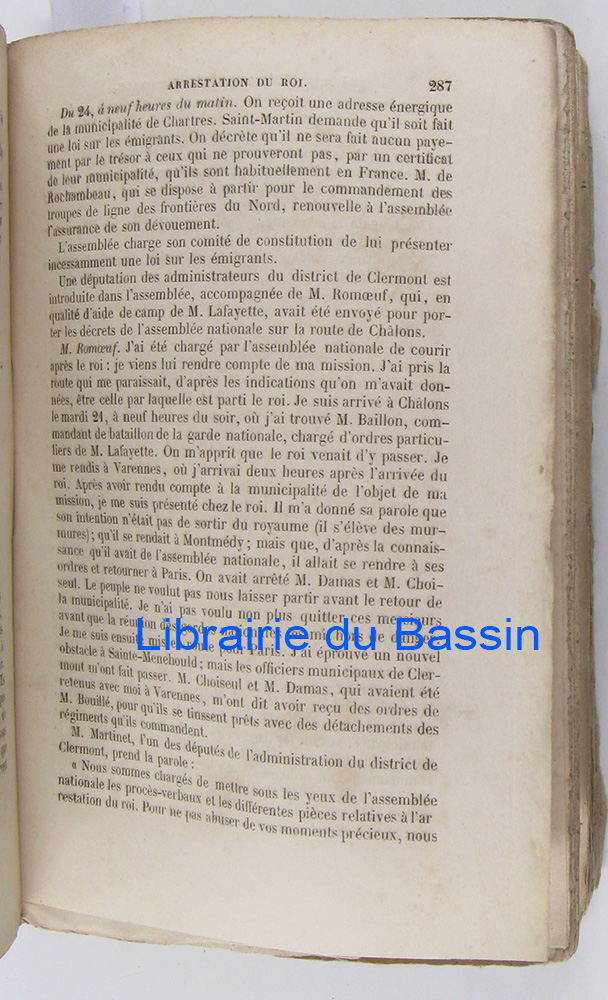 ARRESTATION DU ROI. 287
Du 24, à neuf heures du matin. On reçoit une adresse énergique
de la municipalité de Chartres. Saint-Martin demande qu'il soit fait
une loi sur les émigrants. On décrète qu'il ne sera fait aucun paye-
ment par le trésor à ceux qui ne prouveront pas, par un certificat
de leur municipalité, qu'ils sont habituellement en France. M. de
Rochambeau, qui se dispose à partir pour le commandement des
troupes de ligne des frontières du Nord, renouvelle à l'assemblée
l'assurance de son dévouement.
L'assemblée charge son comité de constitution de lui présenter
incessamment une loi sur les émigrants.
Une députation des administrateurs du district de Clermont est
introduite dans l'assemblée, accompagnée de M. Romœuf, qui, en
qualité d'aide de camp de M. Lafayette, avait été envoyé pour por-
ter les décrets de l'assemblée nationale sur la route de Châlons.
M. Romœuf. J'ai été chargé par l'assemblée nationale de courir
après le roi : je viens lui rendre compte de ma mission. J'ai pris la
route qui me paraissait, d'après les indications qu'on m'avait don-
nées, être celle par laquelle est parti le roi. Je suis arrivé à Châlons
le mardi 21, à neuf heures du soir, où j'ai trouvé M. Baillon, com-
mandant de bataillon de la garde nationale, chargé d'ordres particu-
liers de M. Lafayette. On m'apprit que le roi venait d'y passer. Je
me rendis à Varennes, où j'arrivai deux heures après l'arrivée du
roi. Après avoir rendu compte à la municipalité de l'objet de ma
mission, je me suis présenté chez le roi. Il m'a donné sa parole que
son intention n'était pas de sortir du royaume (il s'élève des mur-
mures); qu'il se rendait à Montmédy; mais que, d'après la connais-
sance qu'il avait de l'assemblée nationale, il allait se rendre à ses
ordres et retourner à Paris. On avait arrêté M. Damas et M. Choi-
seul. Le peuple ne voulut pas nous laisser partir avant le retour de
la municipalité. Je n'ai pas voulu non plus quitter ces messieurs
avant que la réunion des gardes nationales les mît hors de danger.
Je me suis ensuite mis en route pour Paris. J'ai éprouvé un nouvel
obstacle à Sainte-Menehould; mais les officiers municipaux de Cler-
mont m'ont fait passer. M. Choiseul et M. Damas, qui avaient été
retenus avec moi à Varennes, m'ont dit avoir reçu des ordres de
M. Bouillé, pour qu'ils se tinssent prêts avec des détachements des
régiments qu'ils commandent.
M. Martinet, l'un des députés de l'administration du district de
Clermont, prend la parole :
« Nous sommes chargés de mettre sous les yeux de l'assemblée
nationale les procès-verbaux et les différentes pièces relatives à l'ar
restation du roi. Pour ne pas abuser de vos moments précieux, nous
Librairie du Bassin